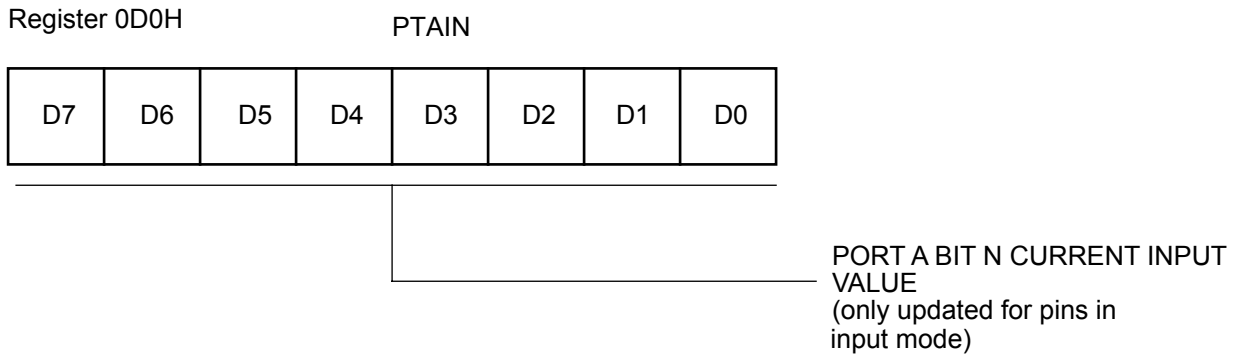 Register 0D0H
PTAIN
D7 D6 D5 D4 D3 D2 D1 D0
PORT A BIT N CURRENT INPUT
VALUE
(only updated for pins in
input mode)